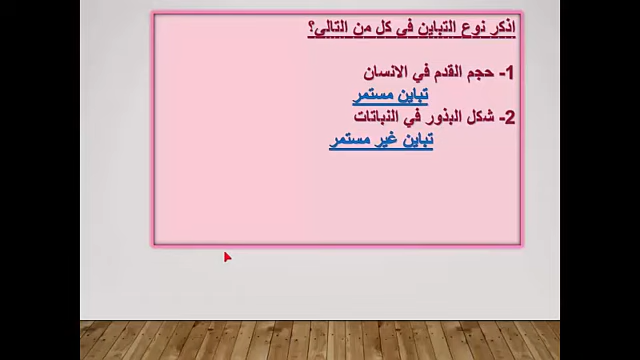 اذكر نوع التباين في كل من التالي؟
1- حجم القدم في الانسان
تباين مستمر
2- شكل البذور في النباتات
تباين غير مستمر